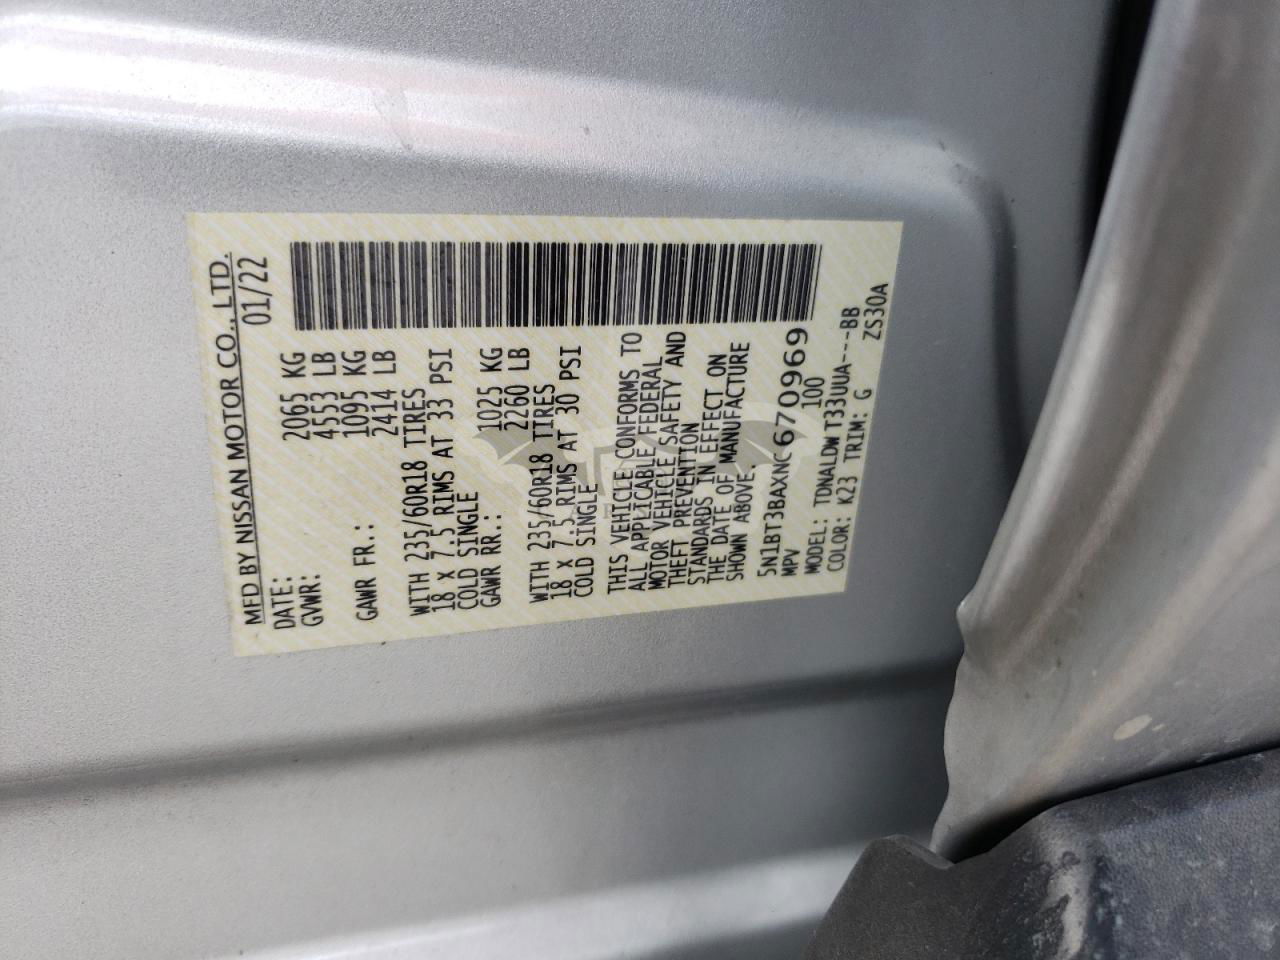 MFD BY NISSAN MOTOR CO., LTD.
DATE: 01/22
GVWR: 2065 KG
4553 LB
GAWR FR.: 1095 KG
2414 LB
WITH 235/60R18 TIRES
18 X 7.5 RIMS AT 33 PSI
COLD SINGLE
GAWR RR.: 1025 KG
2260 LB
WITH 235/60R18 TIRES
18 X 7.5 RIMS AT 30 PSI
COLD SINGLE
THIS VEHICLE CONFORMS TO
ALL APPLICABLE FEDERAL
MOTOR VEHICLE SAFETY AND
THEFT PREVENTION
STANDARDS IN EFFECT ON
THE DATE OF MANUFACTURE
SHOWN ABOVE.
5N1BT3BAXNC670969
MPV 100
MODEL: TDNALDWT33UUA---BB
COLOR: K23 TRIM: G ZS30A